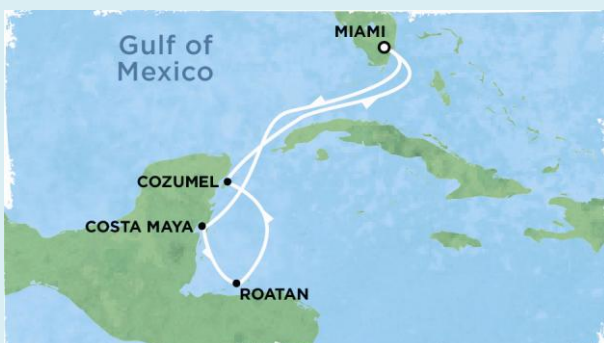 MIAMI
Gulf of
Mexico
COZUMEL
COSTA MAYA
ROATAN